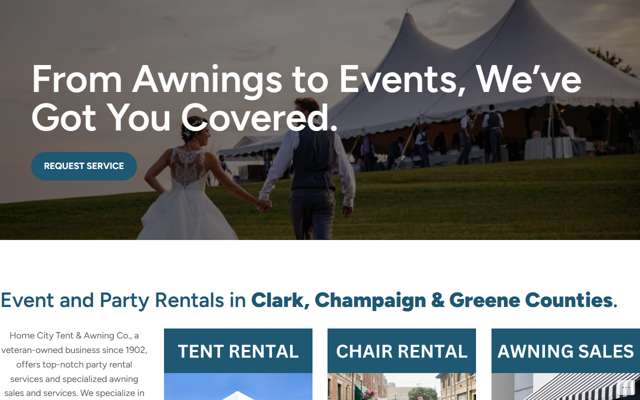 From Awnings to Events, We’ve
Got You Covered.
REQUEST SERVICE
Event and Party Rentals in Clark, Champaign & Greene Counties.
Home City Tent & Awning Co., a
veteran-owned business since 1902,
offers top-notch party rental
services and specialized awning
sales and services. We specialize in
TENT RENTAL
CHAIR RENTAL
AWNING SALES